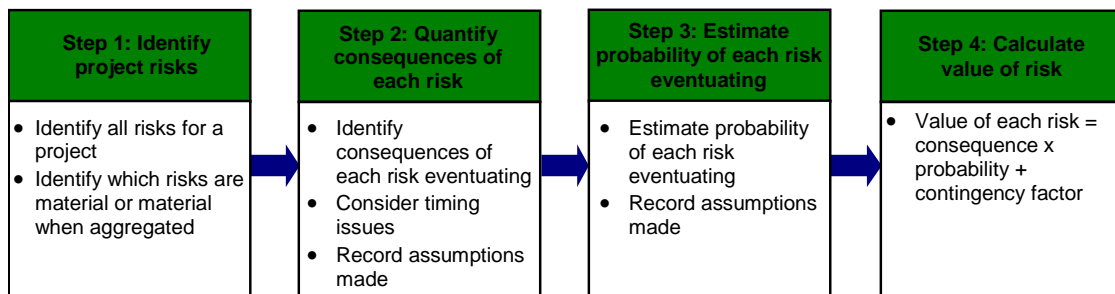 Step 1: Identify
project risks
• Identify all risks for a
project
• Identify which risks are
material or material
when aggregated
Step 2: Quantify
consequences of
each risk
• Identify
consequences of
each risk eventuating
• Consider timing
issues
• Record assumptions
made
Step 3: Estimate
probability of each risk
eventuating
• Estimate probability
of each risk
eventuating
• Record assumptions
made
Step 4: Calculate
value of risk
• Value of each risk =
consequence x
probability +
contingency factor